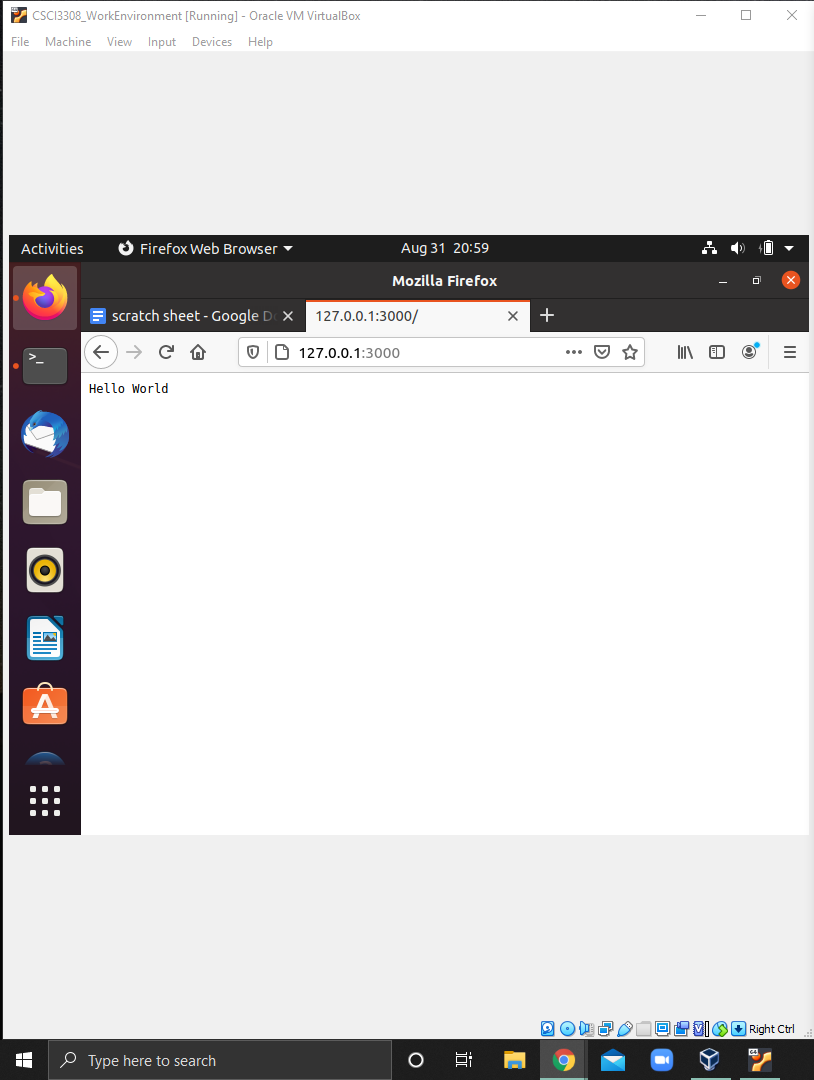 CSCI3308_WorkEnvironment [Running] - Oracle VM VirtualBox
File Machine View Input Devices Help
Activities Firefox Web Browser Aug 31 20:59
Mozilla Firefox
scratch sheet - Google Do 127.0.0.1:3000/
127.0.0.1:3000
Hello World
>_
Right Ctrl
Type here to search